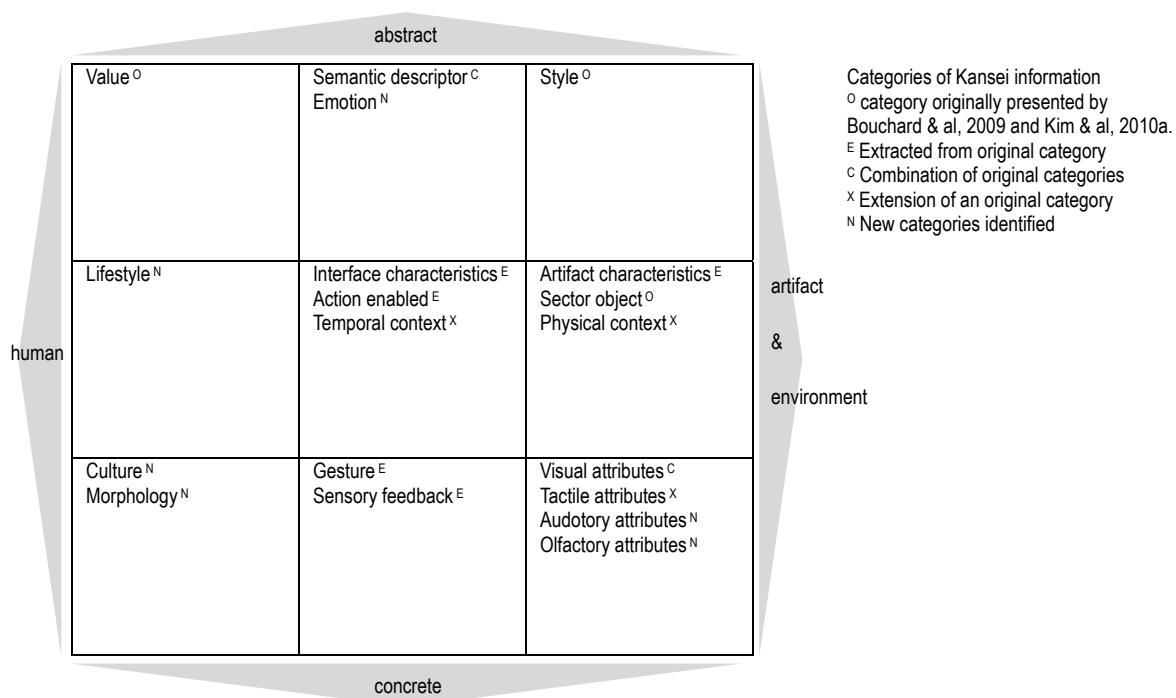 abstract
Value O
Semantic descriptor C
Emotion N
Style O
Categories of Kansei information
O category originally presented by
Bouchard & al, 2009 and Kim & al, 2010a.
E Extracted from original category
C Combination of original categories
X Extension of an original category
N New categories identified
Lifestyle N
Interface characteristics E
Action enabled E
Temporal context X
Artifact characteristics E
Sector object O
Physical context X
human
artifact
&
environment
Culture N
Morphology N
Gesture E
Sensory feedback E
Visual attributes C
Tactile attributes X
Audotory attributes N
Olfactory attributes N
concrete